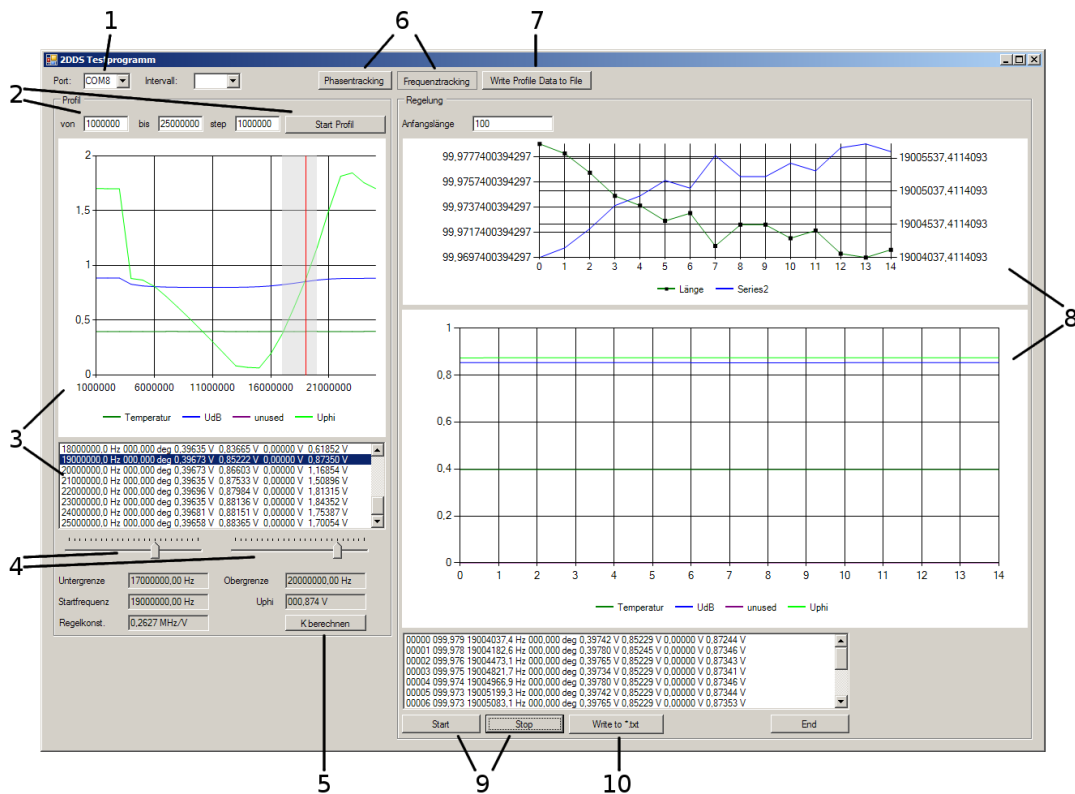 1 6 7
2DDS Testprogramm
Port: COM8 Intervall: Phasentracking Frequenztracking Write Profile Data to File
2
Profil
von 1000000 bis 25000000 step 1000000 Start Profil
2
1,5
1
0,5
0
1000000 6000000 11000000 16000000 21000000
Temperatur UdB unused Uphi
3
18000000,0 Hz 000,000 deg 0,39635 V 0,83665 V 0,00000 V 0,61852 V
19000000,0 Hz 000,000 deg 0,39673 V 0,85222 V 0,00000 V 0,87350 V
20000000,0 Hz 000,000 deg 0,39673 V 0,86603 V 0,00000 V 1,16854 V
21000000,0 Hz 000,000 deg 0,39635 V 0,87533 V 0,00000 V 1,50896 V
22000000,0 Hz 000,000 deg 0,39696 V 0,87984 V 0,00000 V 1,81315 V
23000000,0 Hz 000,000 deg 0,39635 V 0,88136 V 0,00000 V 1,84352 V
24000000,0 Hz 000,000 deg 0,39681 V 0,88151 V 0,00000 V 1,75387 V
25000000,0 Hz 000,000 deg 0,39658 V 0,88365 V 0,00000 V 1,70054 V
4
Untergrenze 17000000,00 Hz Obergrenze 20000000,00 Hz
Startfrequenz 19000000,00 Hz Uphi 000,874 V
Regelkonst. 0,2627 MHz/V K berechnen
5
Regelung
Anfangslänge 100
99,9777400394297 19005537,4114093
99,9757400394297 19005037,4114093
99,9737400394297 19004537,4114093
99,9717400394297
99,9697400394297 19004037,4114093
0 1 2 3 4 5 6 7 8 9 10 11 12 13 14
Länge Series2
8
1
0,8
0,6
0,4
0,2
0
0 1 2 3 4 5 6 7 8 9 10 11 12 13 14
Temperatur UdB unused Uphi
00000 099,979 19004037,4 Hz 000,000 deg 0,39742 V 0,85229 V 0,00000 V 0,87244 V
00001 099,978 19004182,6 Hz 000,000 deg 0,39780 V 0,85245 V 0,00000 V 0,87346 V
00002 099,976 19004473,1 Hz 000,000 deg 0,39765 V 0,85229 V 0,00000 V 0,87343 V
00003 099,975 19004821,7 Hz 000,000 deg 0,39734 V 0,85229 V 0,00000 V 0,87341 V
00004 099,974 19004966,9 Hz 000,000 deg 0,39780 V 0,85229 V 0,00000 V 0,87346 V
00005 099,973 19005199,3 Hz 000,000 deg 0,39742 V 0,85229 V 0,00000 V 0,87344 V
00006 099,973 19005083,1 Hz 000,000 deg 0,39765 V 0,85229 V 0,00000 V 0,87353 V
Start Stop Write to *.txt End
9 10